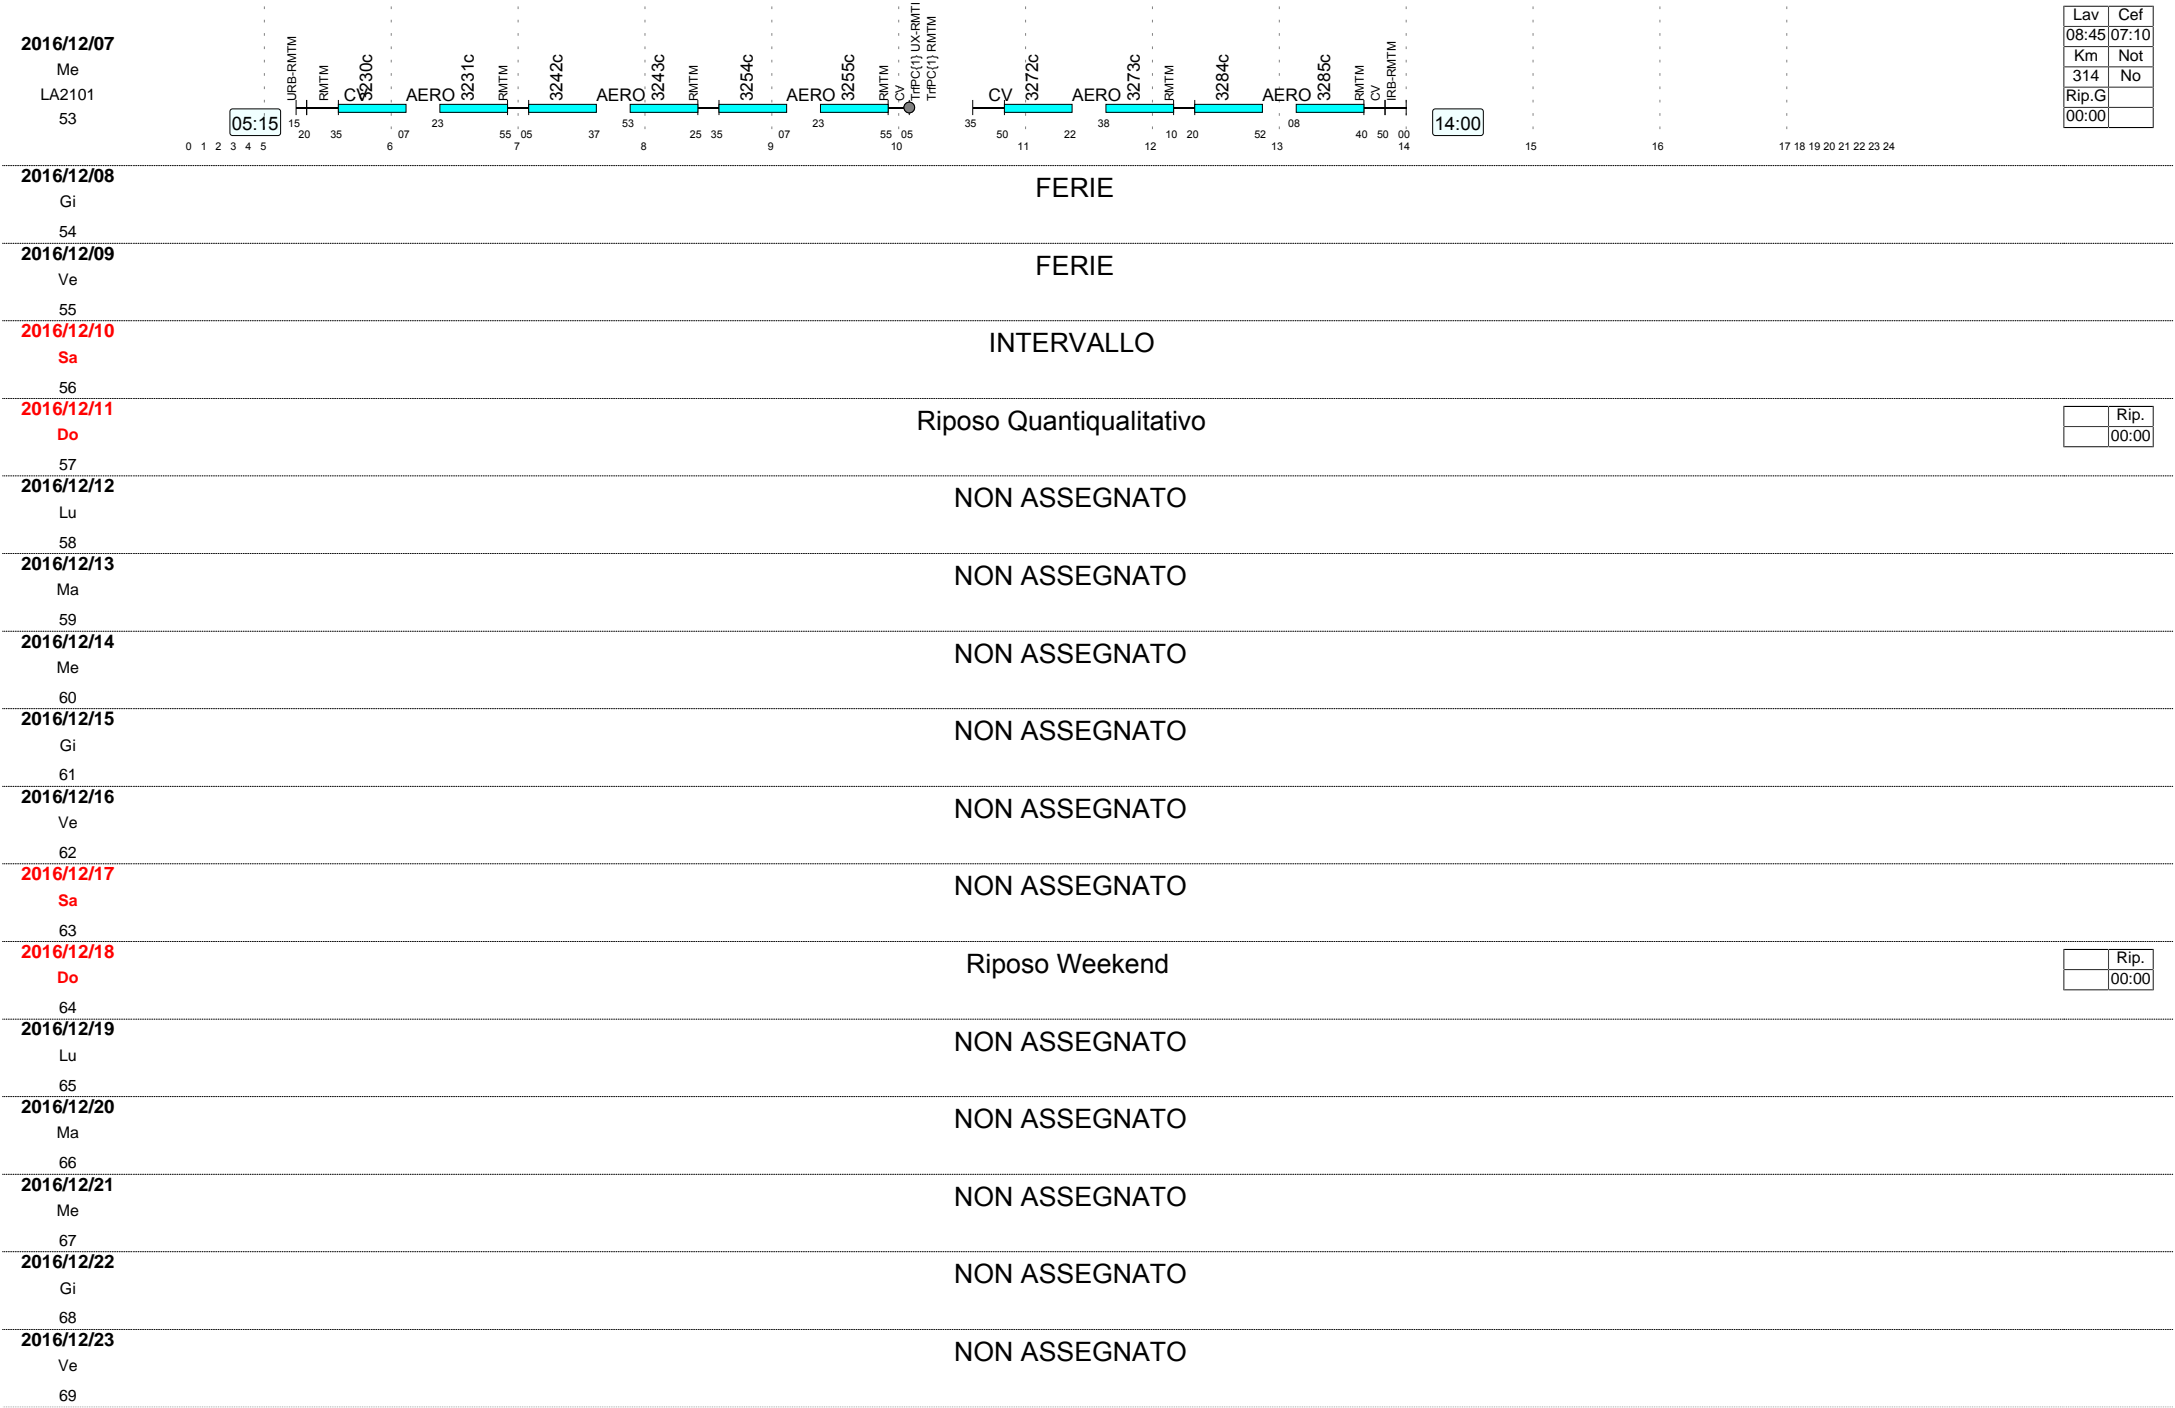 2016/12/07
Me
LA2101
53
05:15
URB-RMTM RMTM CV 3230c AERO 3231c RMTM 3242c AERO 3243c RMTM 3254c AERO 3255c RMTM CV TrfPC{1} UX-RMTI TrfPC{1} RMTM CV 3272c AERO 3273c RMTM 3284c AERO 3285c RMTM CV IRB-RMTM
15 20 35 07 23 55 05 37 53 25 35 07 23 55 05 35 50 22 38 10 20 52 08 40 50 00
14:00
0 1 2 3 4 5 6 7 8 9 10 11 12 13 14 15 16 17 18 19 20 21 22 23 24
Lav Cef
08:45 07:10
Km Not
314 No
Rip.G
00:00
2016/12/08
Gi
54
FERIE
2016/12/09
Ve
55
FERIE
2016/12/10
Sa
56
INTERVALLO
2016/12/11
Do
57
Riposo Quantiqualitativo
Rip.
00:00
2016/12/12
Lu
58
NON ASSEGNATO
2016/12/13
Ma
59
NON ASSEGNATO
2016/12/14
Me
60
NON ASSEGNATO
2016/12/15
Gi
61
NON ASSEGNATO
2016/12/16
Ve
62
NON ASSEGNATO
2016/12/17
Sa
63
NON ASSEGNATO
2016/12/18
Do
64
Riposo Weekend
Rip.
00:00
2016/12/19
Lu
65
NON ASSEGNATO
2016/12/20
Ma
66
NON ASSEGNATO
2016/12/21
Me
67
NON ASSEGNATO
2016/12/22
Gi
68
NON ASSEGNATO
2016/12/23
Ve
69
NON ASSEGNATO